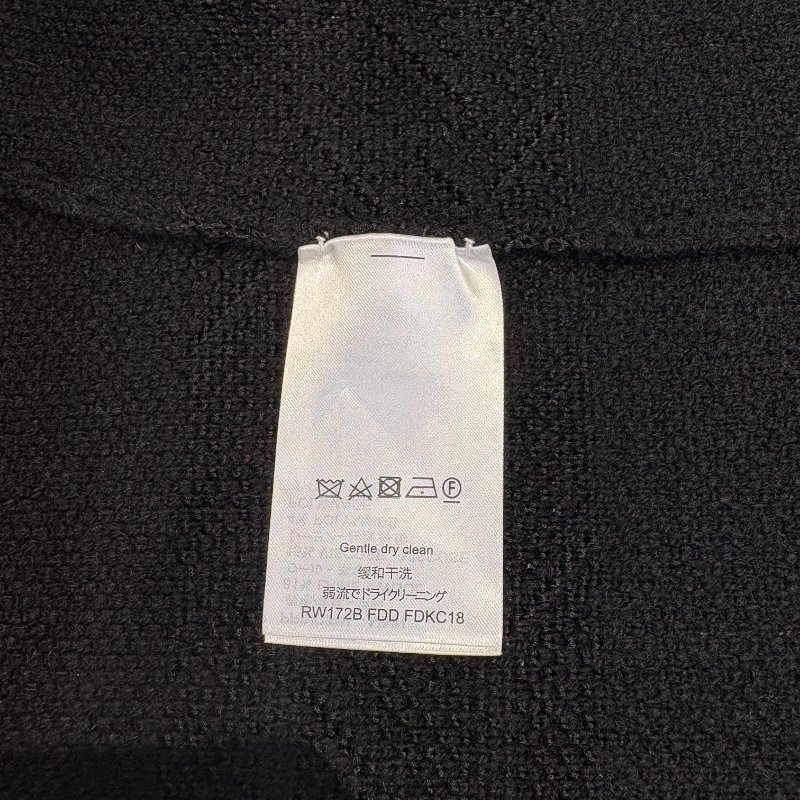 Gentle dry clean
缓和干洗
弱流でドライクリーニング
RW172B FDD FDKC18